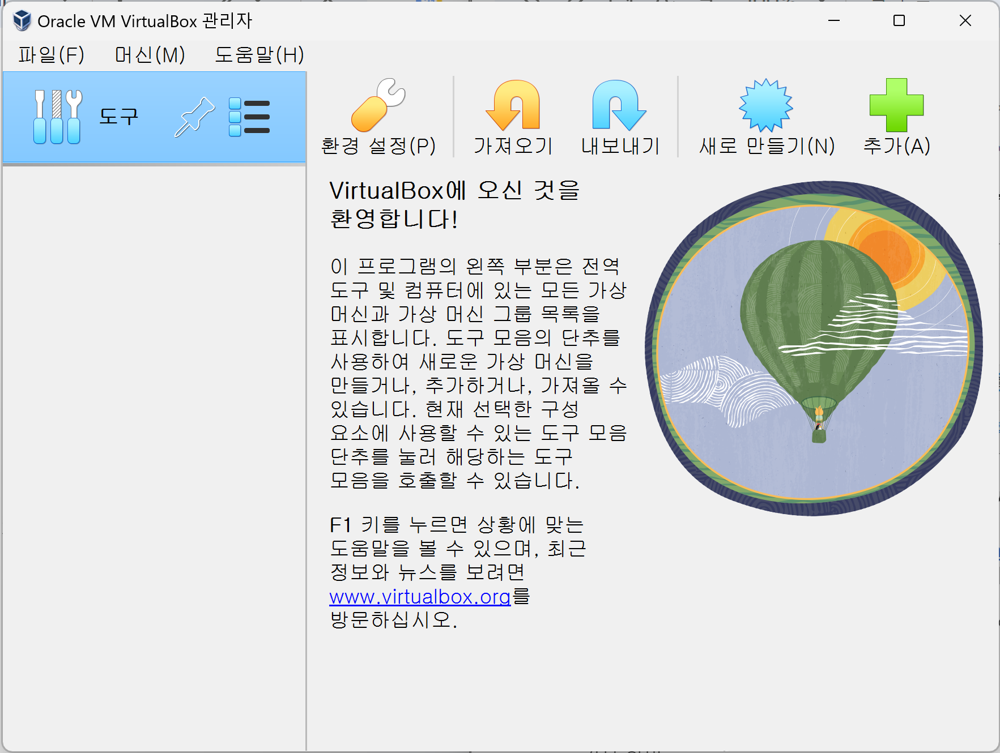 Oracle VM VirtualBox 관리자
파일(F) 머신(M) 도움말(H)
도구
환경 설정(P) 가져오기 내보내기 새로 만들기(N) 추가(A)
VirtualBox에 오신 것을
환영합니다!
이 프로그램의 왼쪽 부분은 전역
도구 및 컴퓨터에 있는 모든 가상
머신과 가상 머신 그룹 목록을
표시합니다. 도구 모음의 단추를
사용하여 새로운 가상 머신을
만들거나, 추가하거나, 가져올 수
있습니다. 현재 선택한 구성
요소에 사용할 수 있는 도구 모음
단추를 눌러 해당하는 도구
모음을 호출할 수 있습니다.
F1 키를 누르면 상황에 맞는
도움말을 볼 수 있으며, 최근
정보와 뉴스를 보려면
www.virtualbox.org를
방문하십시오.